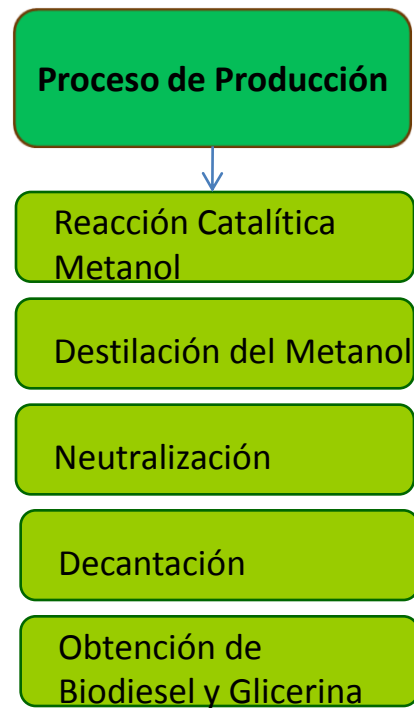 Proceso de Producción
Reacción Catalítica
Metanol
Destilación del Metanol
Neutralización
Decantación
Obtención de
Biodiesel y Glicerina